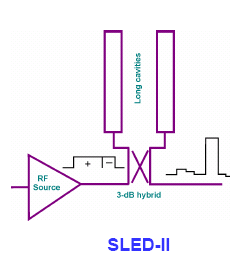 Long cavities
+
−
RF
Source
3-dB hybrid
SLED-II